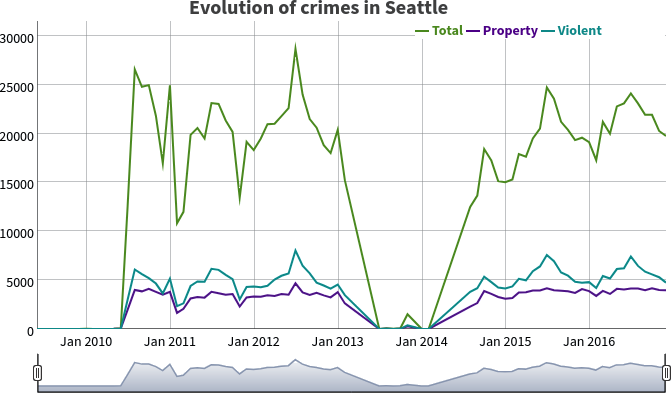 Evolution of crimes in Seattle
Total Property Violent
30000
25000
20000
15000
10000
5000
0
Jan 2010 Jan 2011 Jan 2012 Jan 2013 Jan 2014 Jan 2015 Jan 2016